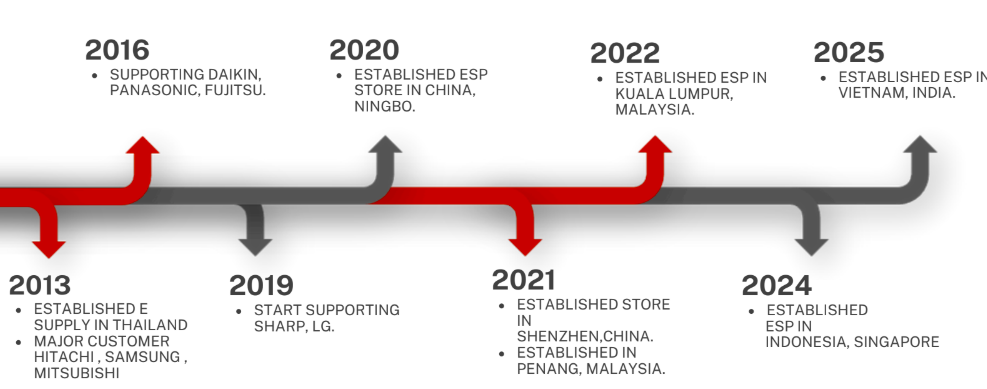 2016
• SUPPORTING DAIKIN,
PANASONIC, FUJITSU.
2020
• ESTABLISHED ESP
STORE IN CHINA,
NINGBO.
2022
• ESTABLISHED ESP IN
KUALA LUMPUR,
MALAYSIA.
2025
• ESTABLISHED ESP IN
VIETNAM, INDIA.
2013
• ESTABLISHED E
SUPPLY IN THAILAND
• MAJOR CUSTOMER
HITACHI , SAMSUNG ,
MITSUBISHI
2019
• START SUPPORTING
SHARP, LG.
2021
• ESTABLISHED STORE
IN
SHENZHEN,CHINA.
• ESTABLISHED IN
PENANG, MALAYSIA.
2024
• ESTABLISHED
ESP IN
INDONESIA, SINGAPORE